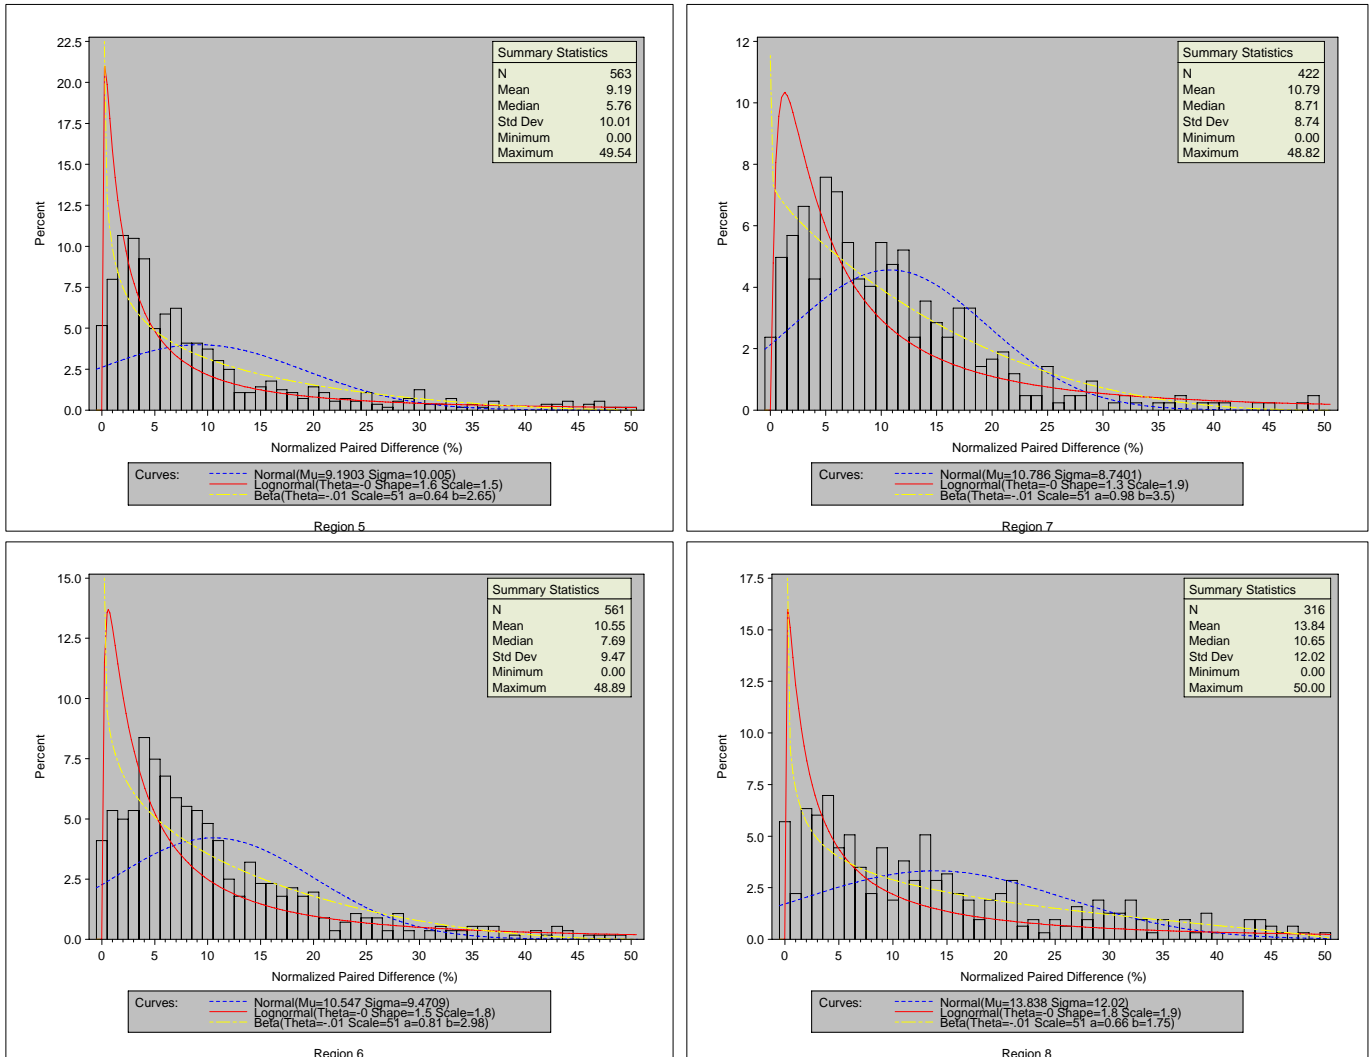 22.5
20.0
17.5
15.0
12.5
10.0
7.5
5.0
2.5
0.0
Percent
0 5 10 15 20 25 30 35 40 45 50
Normalized Paired Difference (%)
Summary Statistics
N 563
Mean 9.19
Median 5.76
Std Dev 10.01
Minimum 0.00
Maximum 49.54
Curves: Normal(Mu=9.1903 Sigma=10.005)
Lognormal(Theta=-0 Shape=1.6 Scale=1.5)
Beta(Theta=-.01 Scale=51 a=0.64 b=2.65)
Region 5
12
10
8
6
4
2
0
Percent
0 5 10 15 20 25 30 35 40 45 50
Normalized Paired Difference (%)
Summary Statistics
N 422
Mean 10.79
Median 8.71
Std Dev 8.74
Minimum 0.00
Maximum 48.82
Curves: Normal(Mu=10.786 Sigma=8.7401)
Lognormal(Theta=-0 Shape=1.3 Scale=1.9)
Beta(Theta=-.01 Scale=51 a=0.98 b=3.5)
Region 7
15.0
12.5
10.0
7.5
5.0
2.5
0.0
Percent
0 5 10 15 20 25 30 35 40 45 50
Normalized Paired Difference (%)
Summary Statistics
N 561
Mean 10.55
Median 7.69
Std Dev 9.47
Minimum 0.00
Maximum 48.89
Curves: Normal(Mu=10.547 Sigma=9.4709)
Lognormal(Theta=-0 Shape=1.5 Scale=1.8)
Beta(Theta=-.01 Scale=51 a=0.81 b=2.98)
Region 6
17.5
15.0
12.5
10.0
7.5
5.0
2.5
0.0
Percent
0 5 10 15 20 25 30 35 40 45 50
Normalized Paired Difference (%)
Summary Statistics
N 316
Mean 13.84
Median 10.65
Std Dev 12.02
Minimum 0.00
Maximum 50.00
Curves: Normal(Mu=13.838 Sigma=12.02)
Lognormal(Theta=-0 Shape=1.8 Scale=1.9)
Beta(Theta=-.01 Scale=51 a=0.66 b=1.75)
Region 8